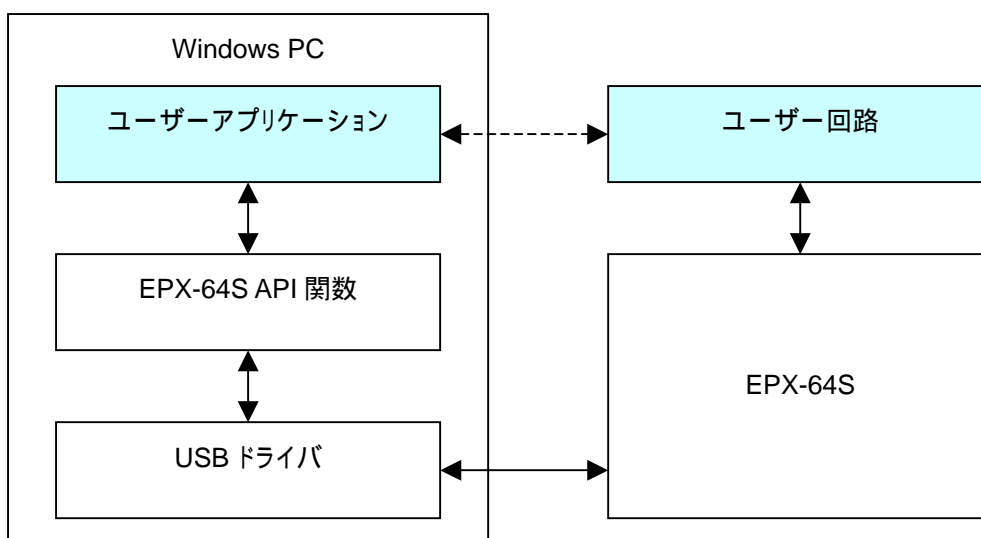 Windows PC
ユーザーアプリケーション
ユーザー回路
EPX-64S API 関数
EPX-64S
USB ドライバ